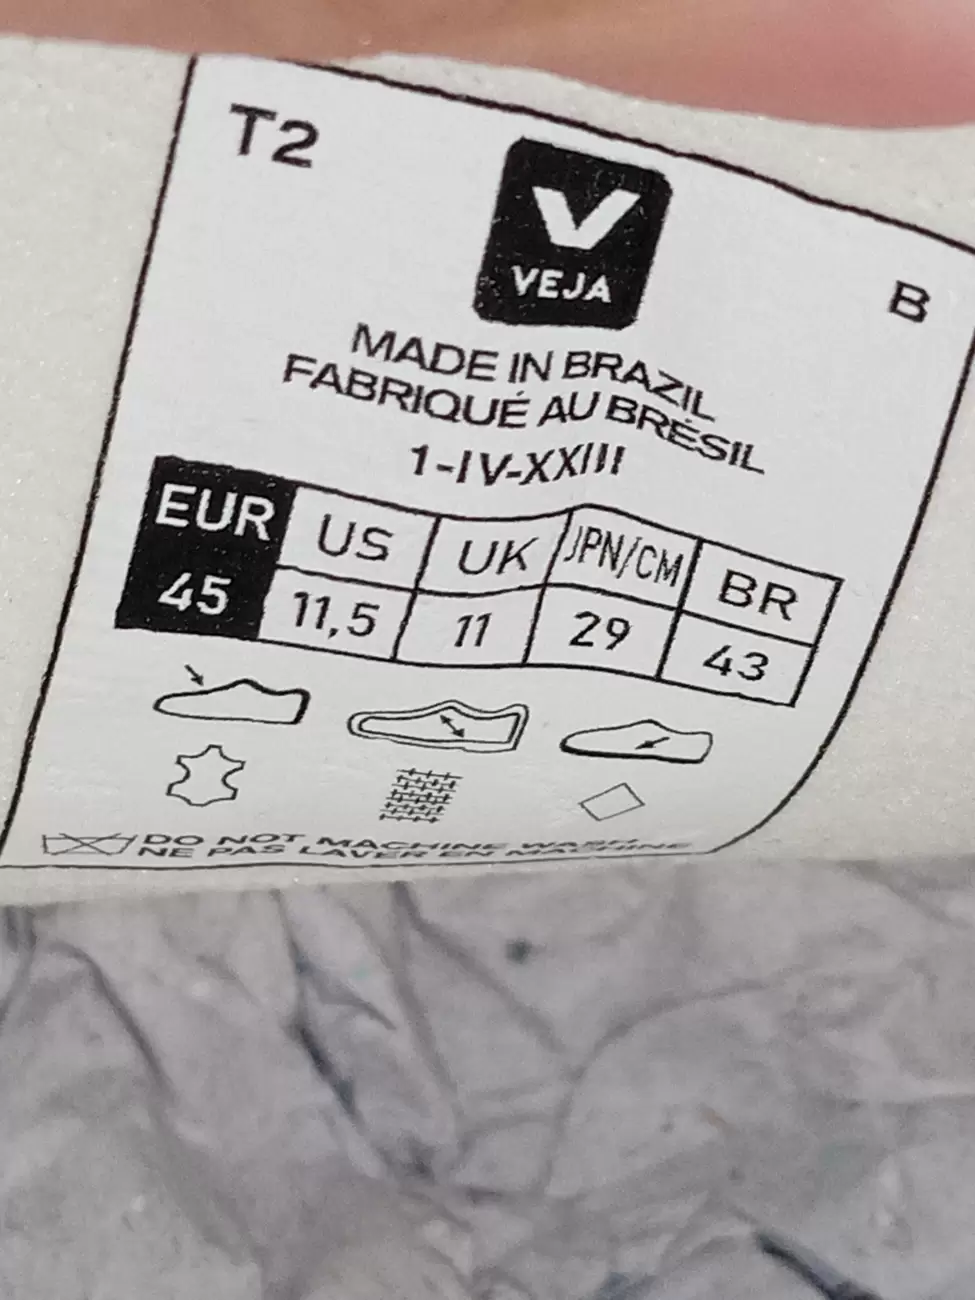 T2
VEJA
B
MADE IN BRAZIL
FABRIQUÉ AU BRÉSIL
1-IV-XXIII
EUR US UK JPN/CM BR
45 11,5 11 29 43
DO NOT MACHINE WASH
NE PAS LAVER EN MACHINE